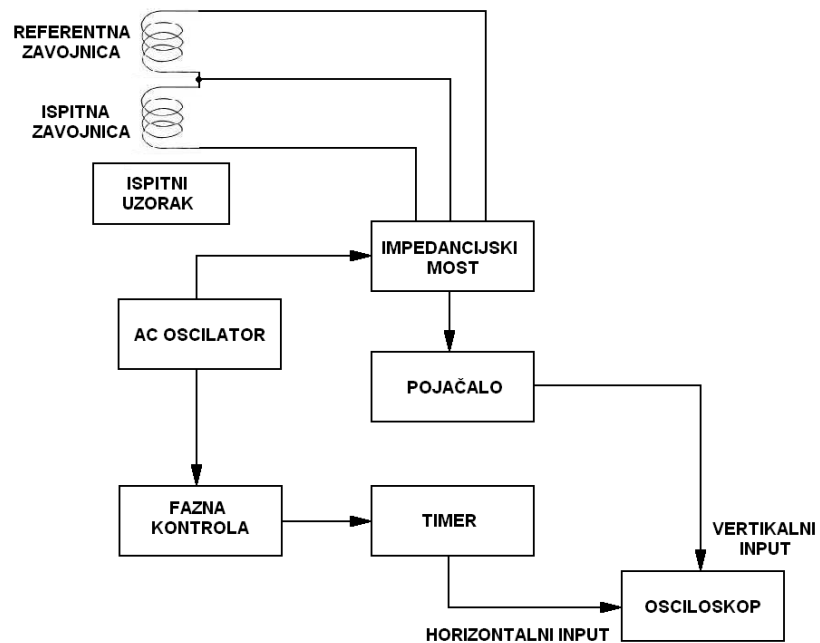 REFERENTNA
ZAVOJNICA
ISPITNA
ZAVOJNICA
ISPITNI
UZORAK
IMPEDANCIJSKI
MOST
AC OSCILATOR
POJAČALO
FAZNA
KONTROLA
TIMER
VERTIKALNI
INPUT
OSCILOSKOP
HORIZONTALNI INPUT